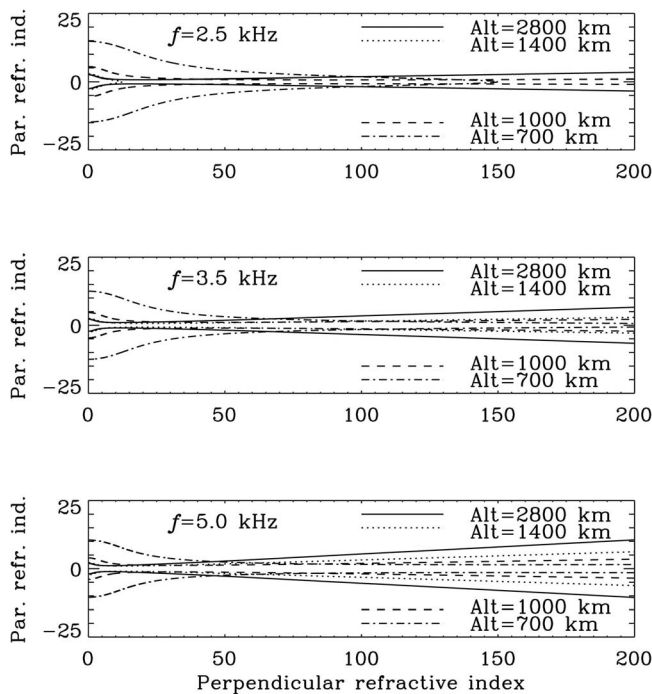 25
f=2.5 kHz
Alt=2800 km
Alt=1400 km
Par. refr. ind.
0
Alt=1000 km
Alt=700 km
−25
0 50 100 150 200
25
f=3.5 kHz
Alt=2800 km
Alt=1400 km
Par. refr. ind.
0
Alt=1000 km
Alt=700 km
−25
0 50 100 150 200
25
f=5.0 kHz
Alt=2800 km
Alt=1400 km
Par. refr. ind.
0
Alt=1000 km
Alt=700 km
−25
0 50 100 150 200
Perpendicular refractive index